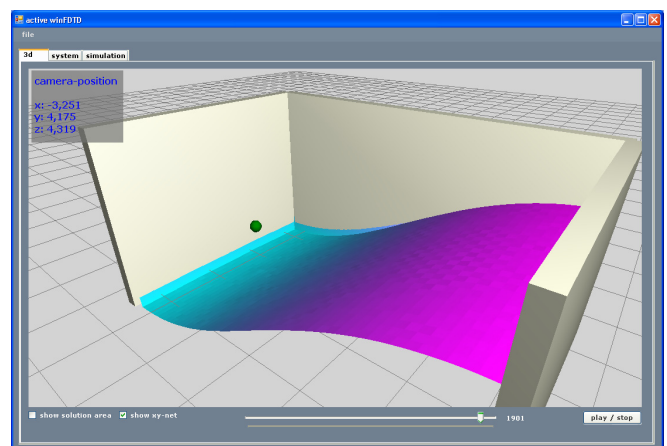 active winFDTD
file
3d system simulation
camera-position
x: -3,251
y: 4,175
z: 4,319
show solution area show xy-net 1901 play / stop